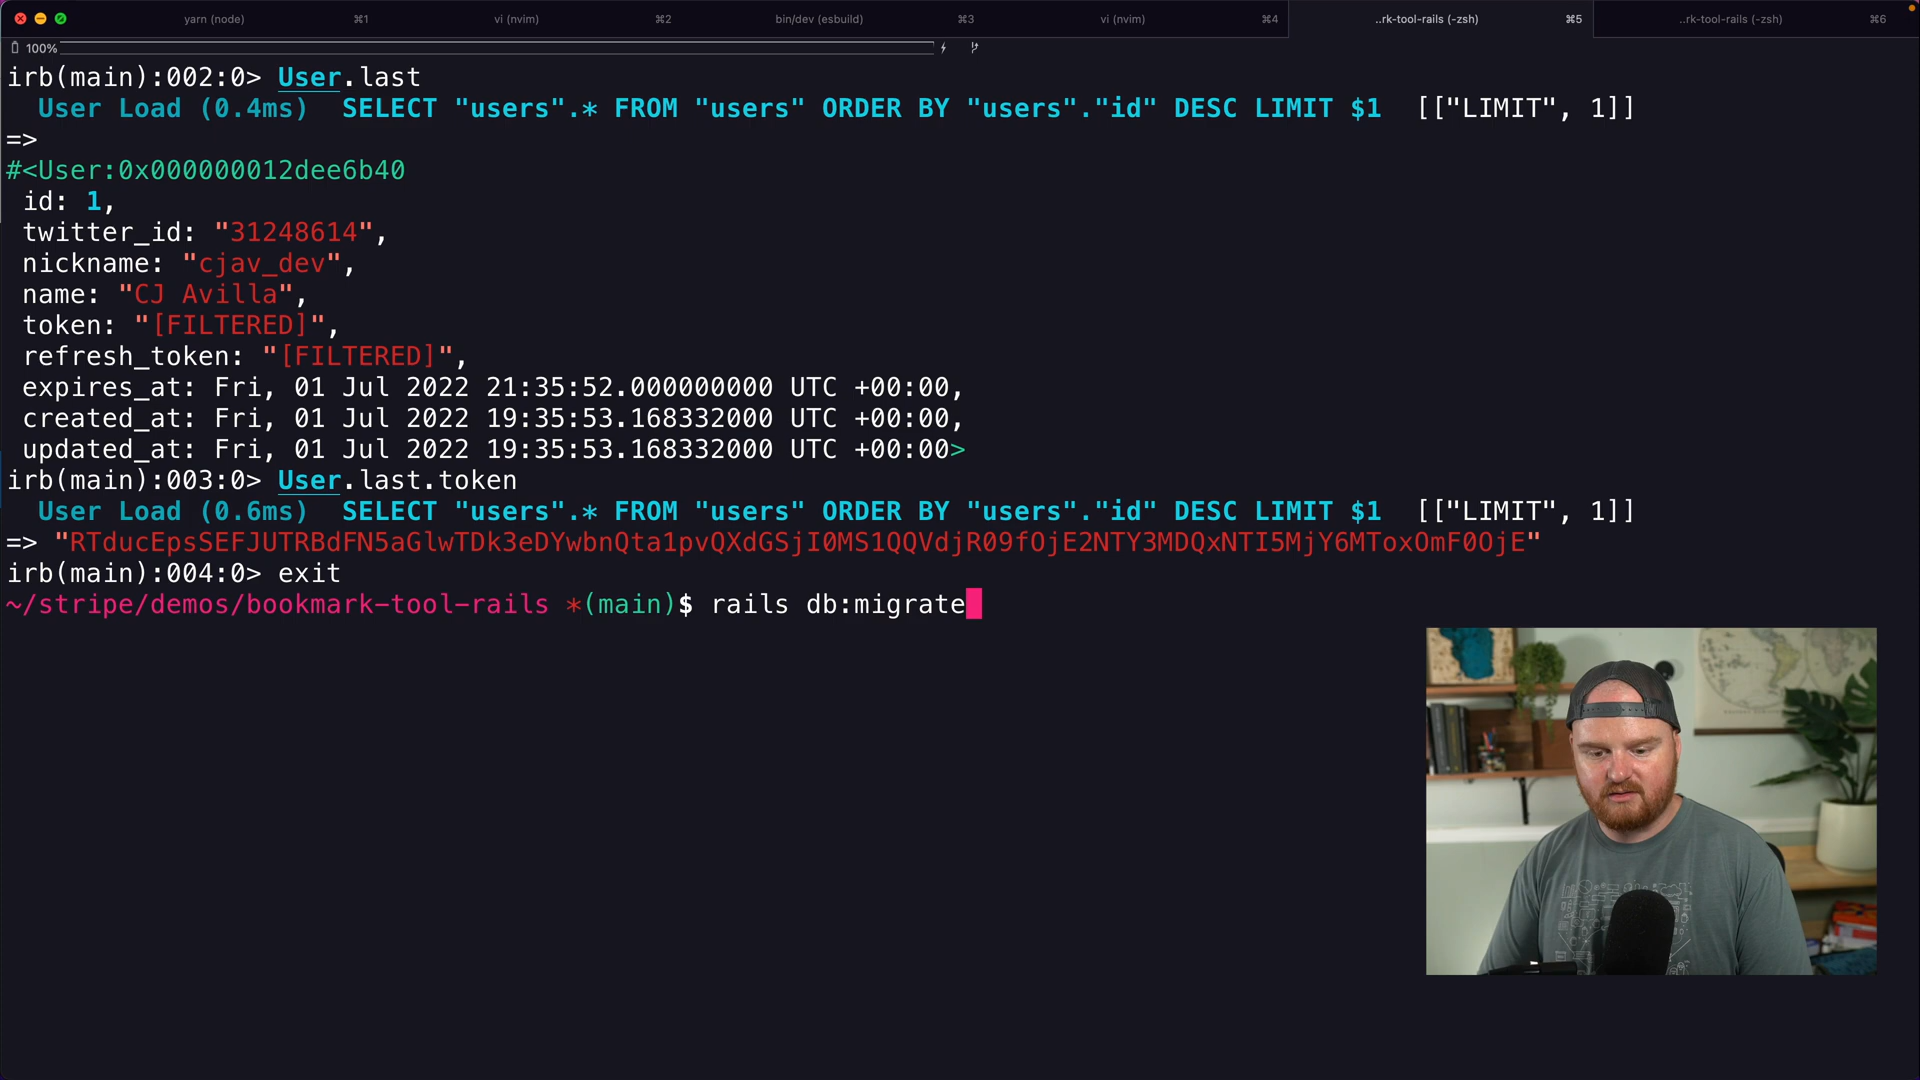 yarn (node) ⌘1 vi (nvim) ⌘2 bin/dev (esbuild) ⌘3 vi (nvim) ⌘4 ..rk-tool-rails (-zsh) ⌘5 ..rk-tool-rails (-zsh) ⌘6
100%
irb(main):002:0> User.last
User Load (0.4ms) SELECT "users".* FROM "users" ORDER BY "users"."id" DESC LIMIT $1 [["LIMIT", 1]]
=>
#<User:0x000000012dee6b40
id: 1,
twitter_id: "31248614",
nickname: "cjav_dev",
name: "CJ Avilla",
token: "[FILTERED]",
refresh_token: "[FILTERED]",
expires_at: Fri, 01 Jul 2022 21:35:52.000000000 UTC +00:00,
created_at: Fri, 01 Jul 2022 19:35:53.168332000 UTC +00:00,
updated_at: Fri, 01 Jul 2022 19:35:53.168332000 UTC +00:00>
irb(main):003:0> User.last.token
User Load (0.6ms) SELECT "users".* FROM "users" ORDER BY "users"."id" DESC LIMIT $1 [["LIMIT", 1]]
=> "RTducEpsSEFJUTRBdFN5aGlwTDk3eDYwbnQta1pvQXdGSjI0MS1QQVdjR09fOjE2NTY3MDQxNTI5MjY6MToxOmF0OjE"
irb(main):004:0> exit
~/stripe/demos/bookmark-tool-rails *(main)$ rails db:migrate